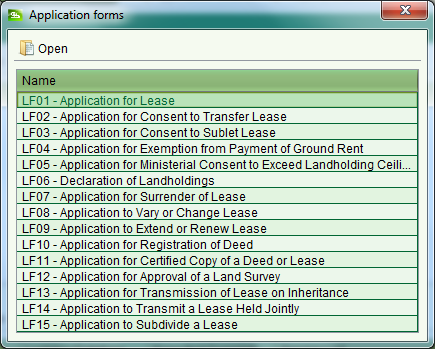 Application forms
Open
Name
LF01 - Application for Lease
LF02 - Application for Consent to Transfer Lease
LF03 - Application for Consent to Sublet Lease
LF04 - Application for Exemption from Payment of Ground Rent
LF05 - Application for Ministerial Consent to Exceed Landholding Ceili...
LF06 - Declaration of Landholdings
LF07 - Application for Surrender of Lease
LF08 - Application to Vary or Change Lease
LF09 - Application to Extend or Renew Lease
LF10 - Application for Registration of Deed
LF11 - Application for Certified Copy of a Deed or Lease
LF12 - Application for Approval of a Land Survey
LF13 - Application for Transmission of Lease on Inheritance
LF14 - Application to Transmit a Lease Held Jointly
LF15 - Application to Subdivide a Lease